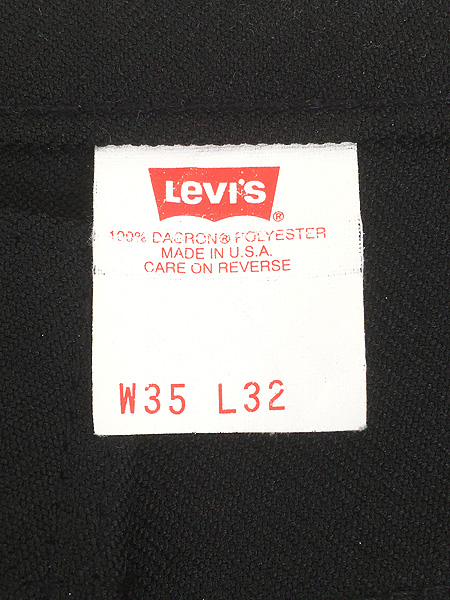 Levi's ®
100% DACRON® POLYESTER
MADE IN U.S.A.
CARE ON REVERSE
W35 L32